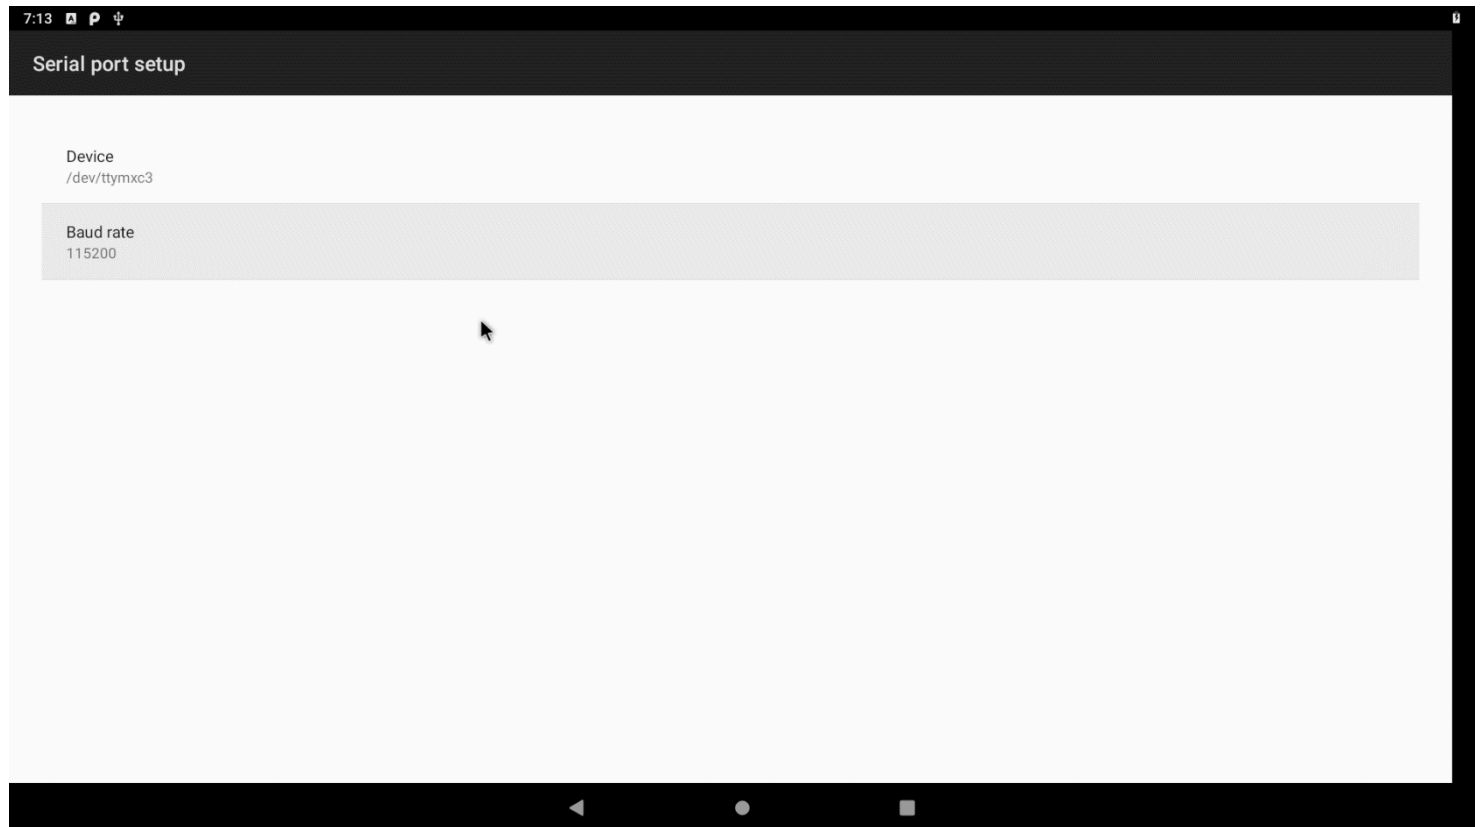 7:13
Serial port setup
Device
/dev/ttymxc3
Baud rate
115200